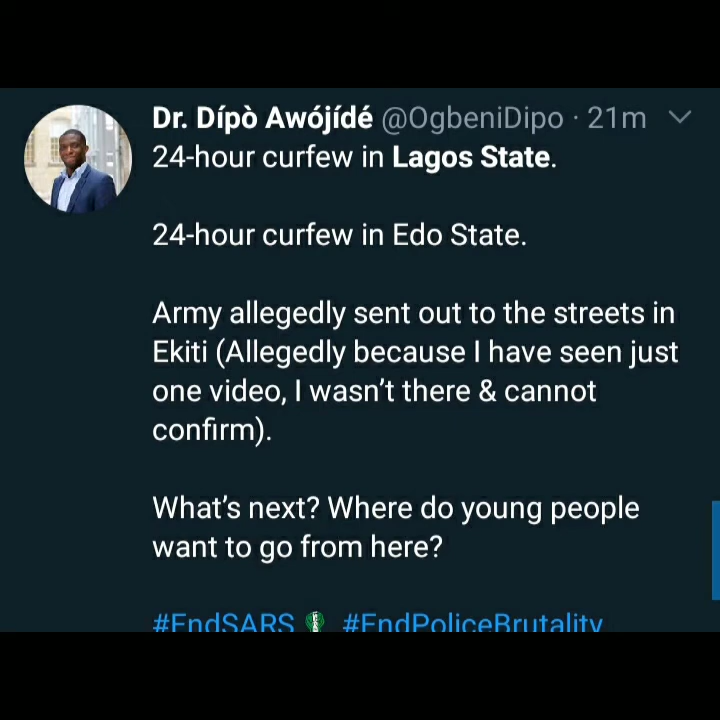 Dr. Dípò Awójídé @OgbeniDipo · 21m
24-hour curfew in Lagos State.
24-hour curfew in Edo State.
Army allegedly sent out to the streets in
Ekiti (Allegedly because I have seen just
one video, I wasn't there & cannot
confirm).
What's next? Where do young people
want to go from here?
#EndSARS #EndPoliceBrutality